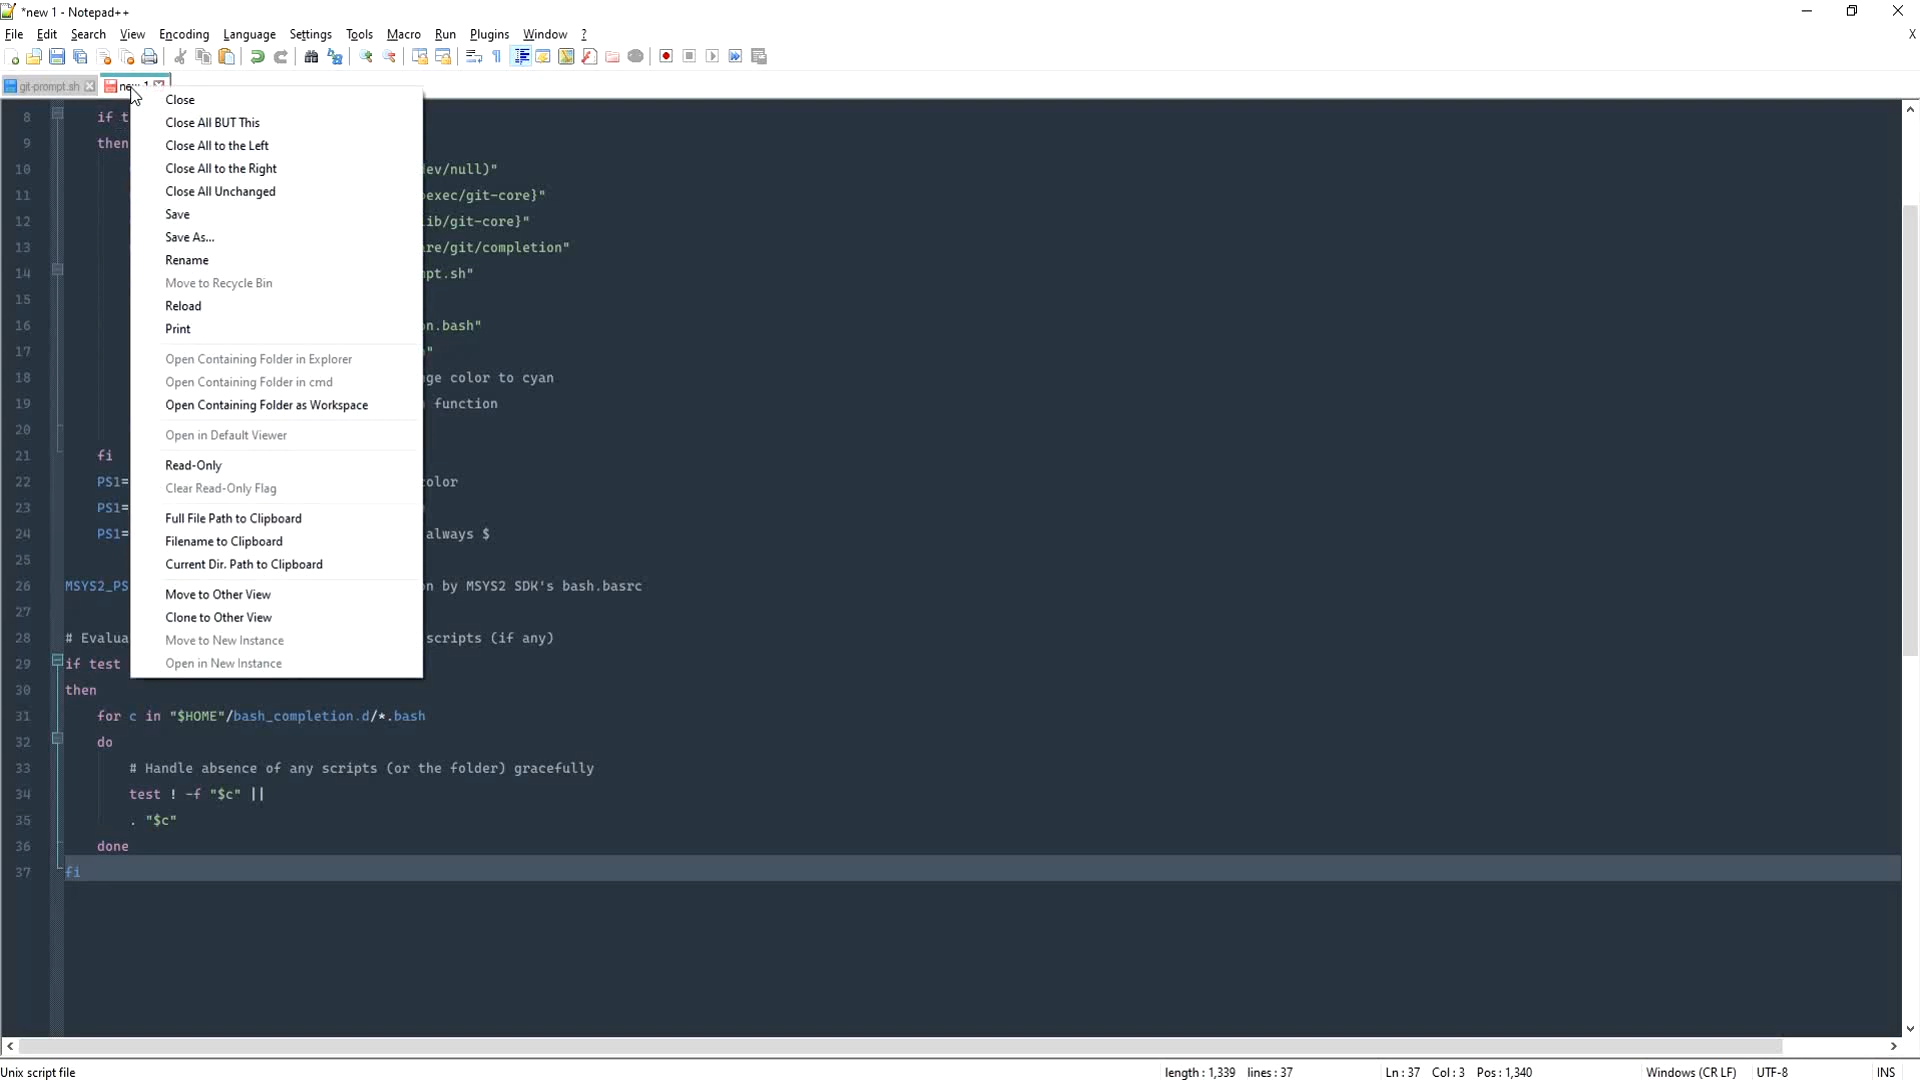 *new 1 - Notepad++
File Edit Search View Encoding Language Settings Tools Macro Run Plugins Window ? X
git-prompt.sh new 1
Close
Close All BUT This
Close All to the Left
Close All to the Right
Close All Unchanged
Save
Save As...
Rename
Move to Recycle Bin
Reload
Print
Open Containing Folder in Explorer
Open Containing Folder in cmd
Open Containing Folder as Workspace
Open in Default Viewer
Read-Only
Clear Read-Only Flag
Full File Path to Clipboard
Filename to Clipboard
Current Dir. Path to Clipboard
Move to Other View
Clone to Other View
Move to New Instance
Open in New Instance
8 if t
9 then
10 ev/null)"
11 exec/git-core}"
12 ib/git-core}"
13 re/git/completion"
14 pt.sh"
15
16 n.bash"
17 "
18 ge color to cyan
19 function
20
21 fi
22 PS1= olor
23 PS1=
24 PS1= always $
25
26 MSYS2_PS n by MSYS2 SDK's bash.basrc
27
28 # Evalua scripts (if any)
29 if test
30 then
31 for c in "$HOME"/bash_completion.d/*.bash
32 do
33 # Handle absence of any scripts (or the folder) gracefully
34 test ! -f "$c" ||
35 . "$c"
36 done
37 fi
Unix script file length : 1,339 lines : 37 Ln : 37 Col : 3 Pos : 1,340 Windows (CR LF) UTF-8 INS